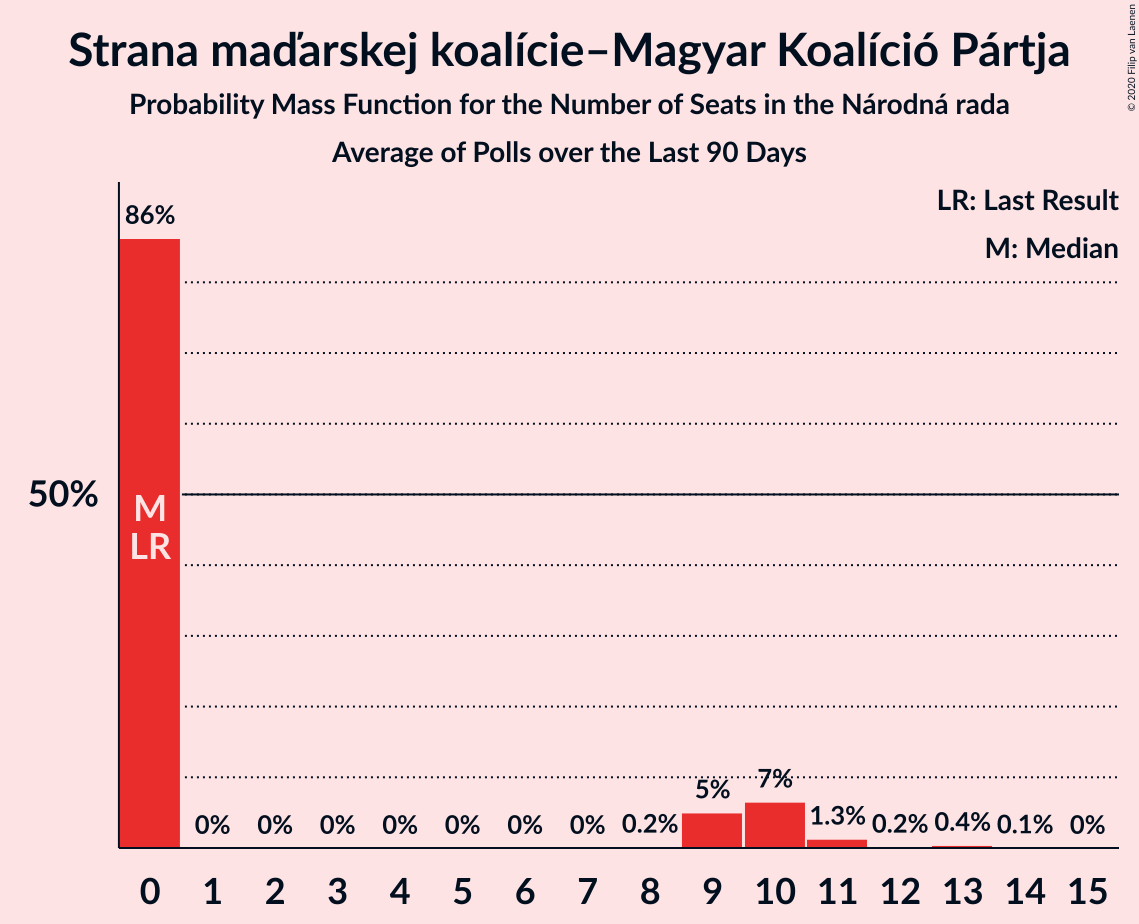 Strana maďarskej koalície–Magyar Koalíció Pártja
Probability Mass Function for the Number of Seats in the Národná rada
Average of Polls over the Last 90 Days
© 2020 Filip van Laenen
LR: Last Result
M: Median
86%
50%
M
LR
0% 0% 0% 0% 0% 0% 0% 0.2% 5% 7% 1.3% 0.2% 0.4% 0.1% 0%
0 1 2 3 4 5 6 7 8 9 10 11 12 13 14 15